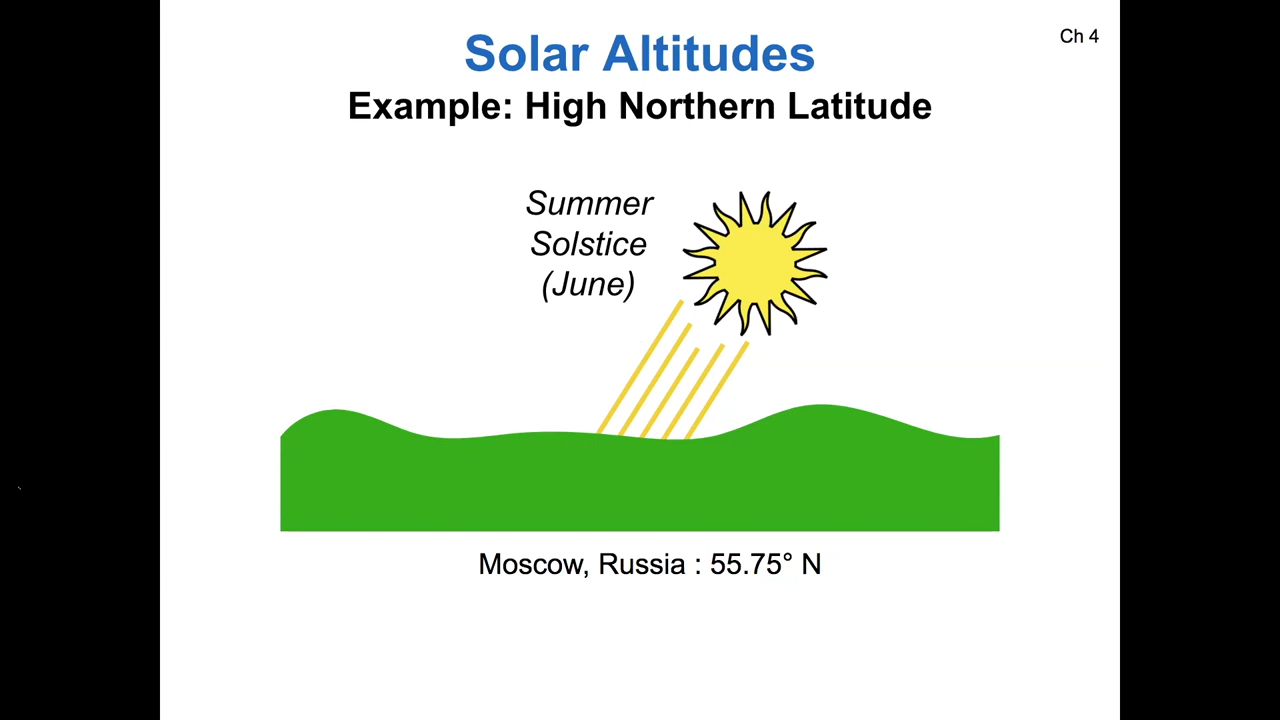 Ch 4
Solar Altitudes
Example: High Northern Latitude
Summer
Solstice
(June)
Moscow, Russia : 55.75° N